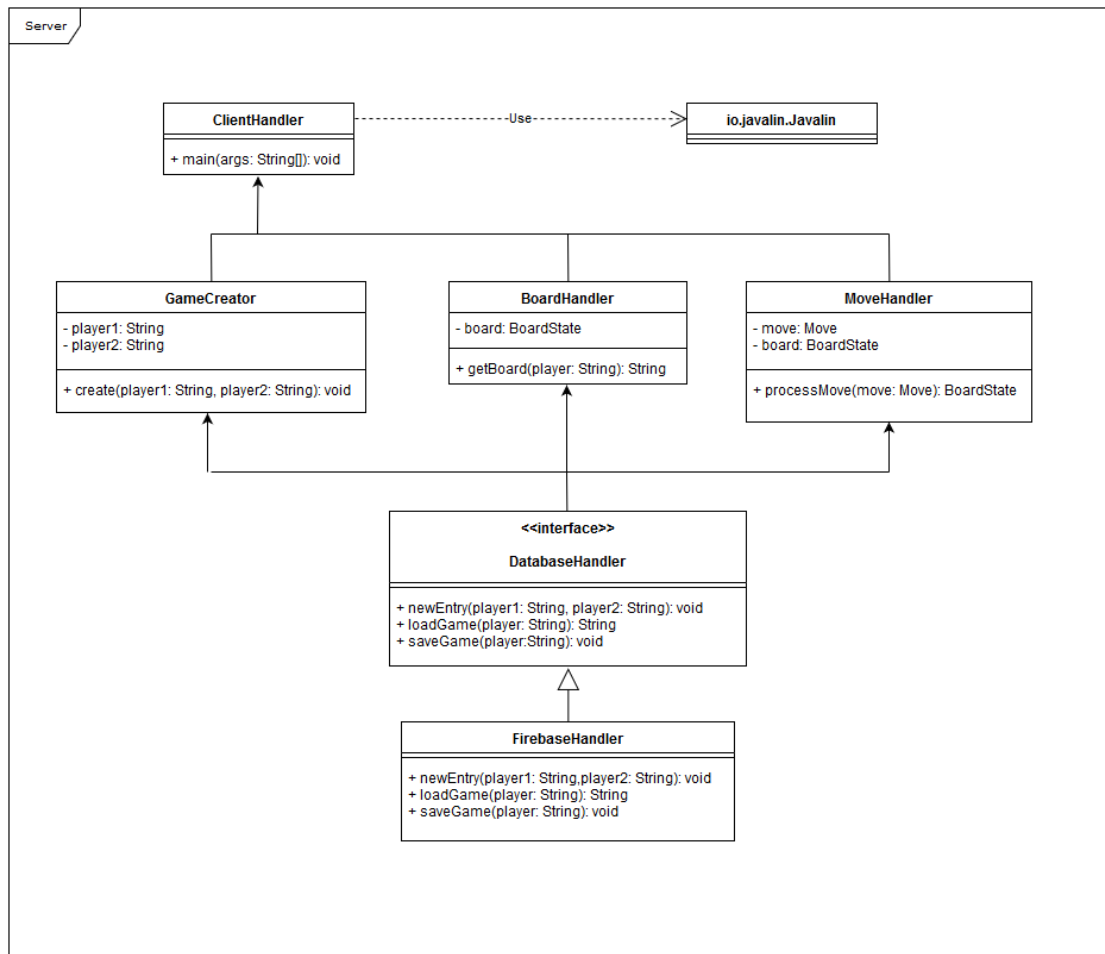 Server
ClientHandler
+ main(args: String[]): void
Use
io.javalin.Javalin
GameCreator
- player1: String
- player2: String
+ create(player1: String, player2: String): void
BoardHandler
- board: BoardState
+ getBoard(player: String): String
MoveHandler
- move: Move
- board: BoardState
+ processMove(move: Move): BoardState
<<interface>>
DatabaseHandler
+ newEntry(player1: String, player2: String): void
+ loadGame(player: String): String
+ saveGame(player:String): void
FirebaseHandler
+ newEntry(player1: String,player2: String): void
+ loadGame(player: String): String
+ saveGame(player: String): void